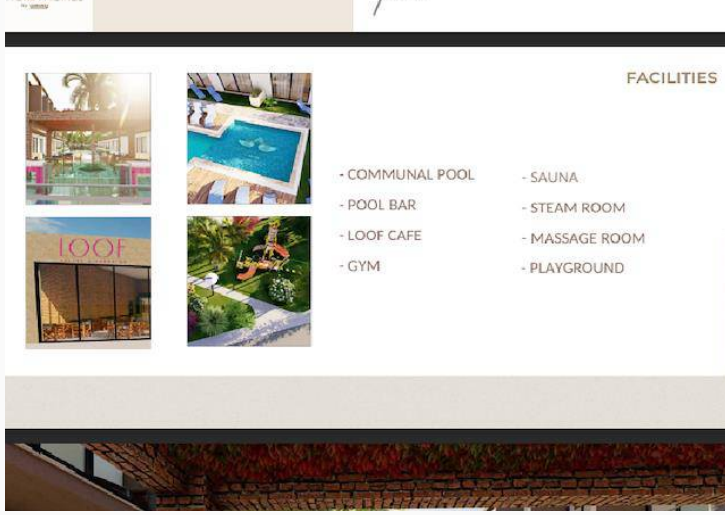 FACILITIES
- COMMUNAL POOL
- POOL BAR
- LOOF CAFE
- GYM
- SAUNA
- STEAM ROOM
- MASSAGE ROOM
- PLAYGROUND
LOOF